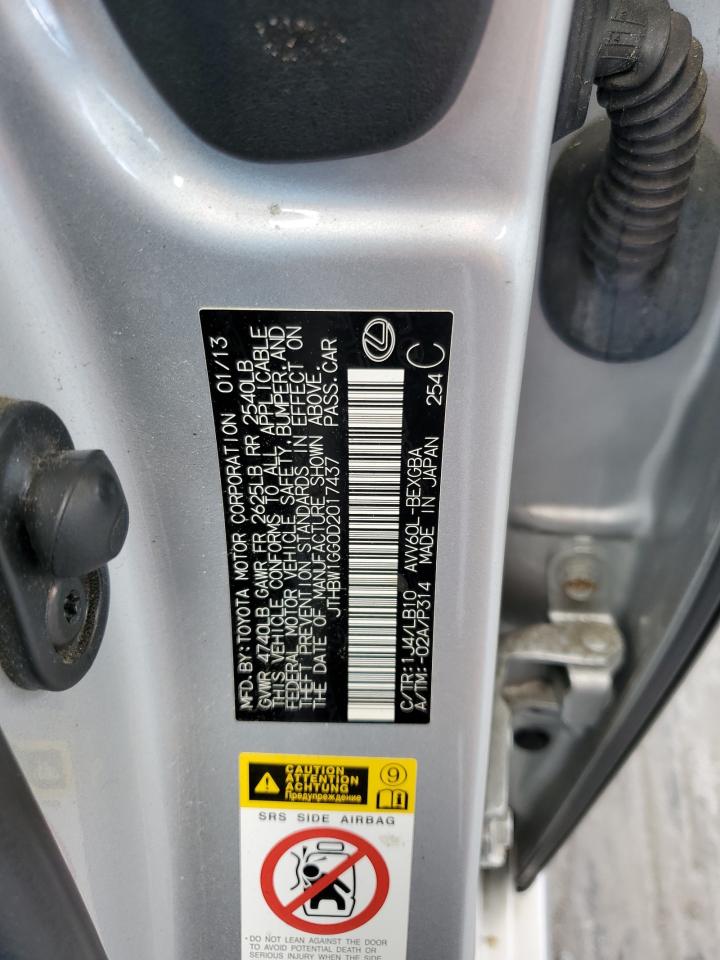 MFD. BY: TOYOTA MOTOR CORPORATION 01/13
GVWR 4740LB GAWR FR 2625LB RR 2540LB
THIS VEHICLE CONFORMS TO ALL APPLICABLE
FEDERAL MOTOR VEHICLE SAFETY, BUMPER, AND
THEFT PREVENTION STANDARDS IN EFFECT ON
THE DATE OF MANUFACTURE SHOWN ABOVE.
JTHBW1GG0D2017437 PASS. CAR
C/TR: 1J4/LB10 AVV60L-BEXGBA 254
A/TM: -02A/P314 MADE IN JAPAN C
CAUTION
ATTENTION
ACHTUNG
Предупреждение
9
SRS SIDE AIRBAG
• DO NOT LEAN AGAINST THE DOOR
TO AVOID POTENTIAL DEATH OR
SERIOUS INJURY WHEN THE